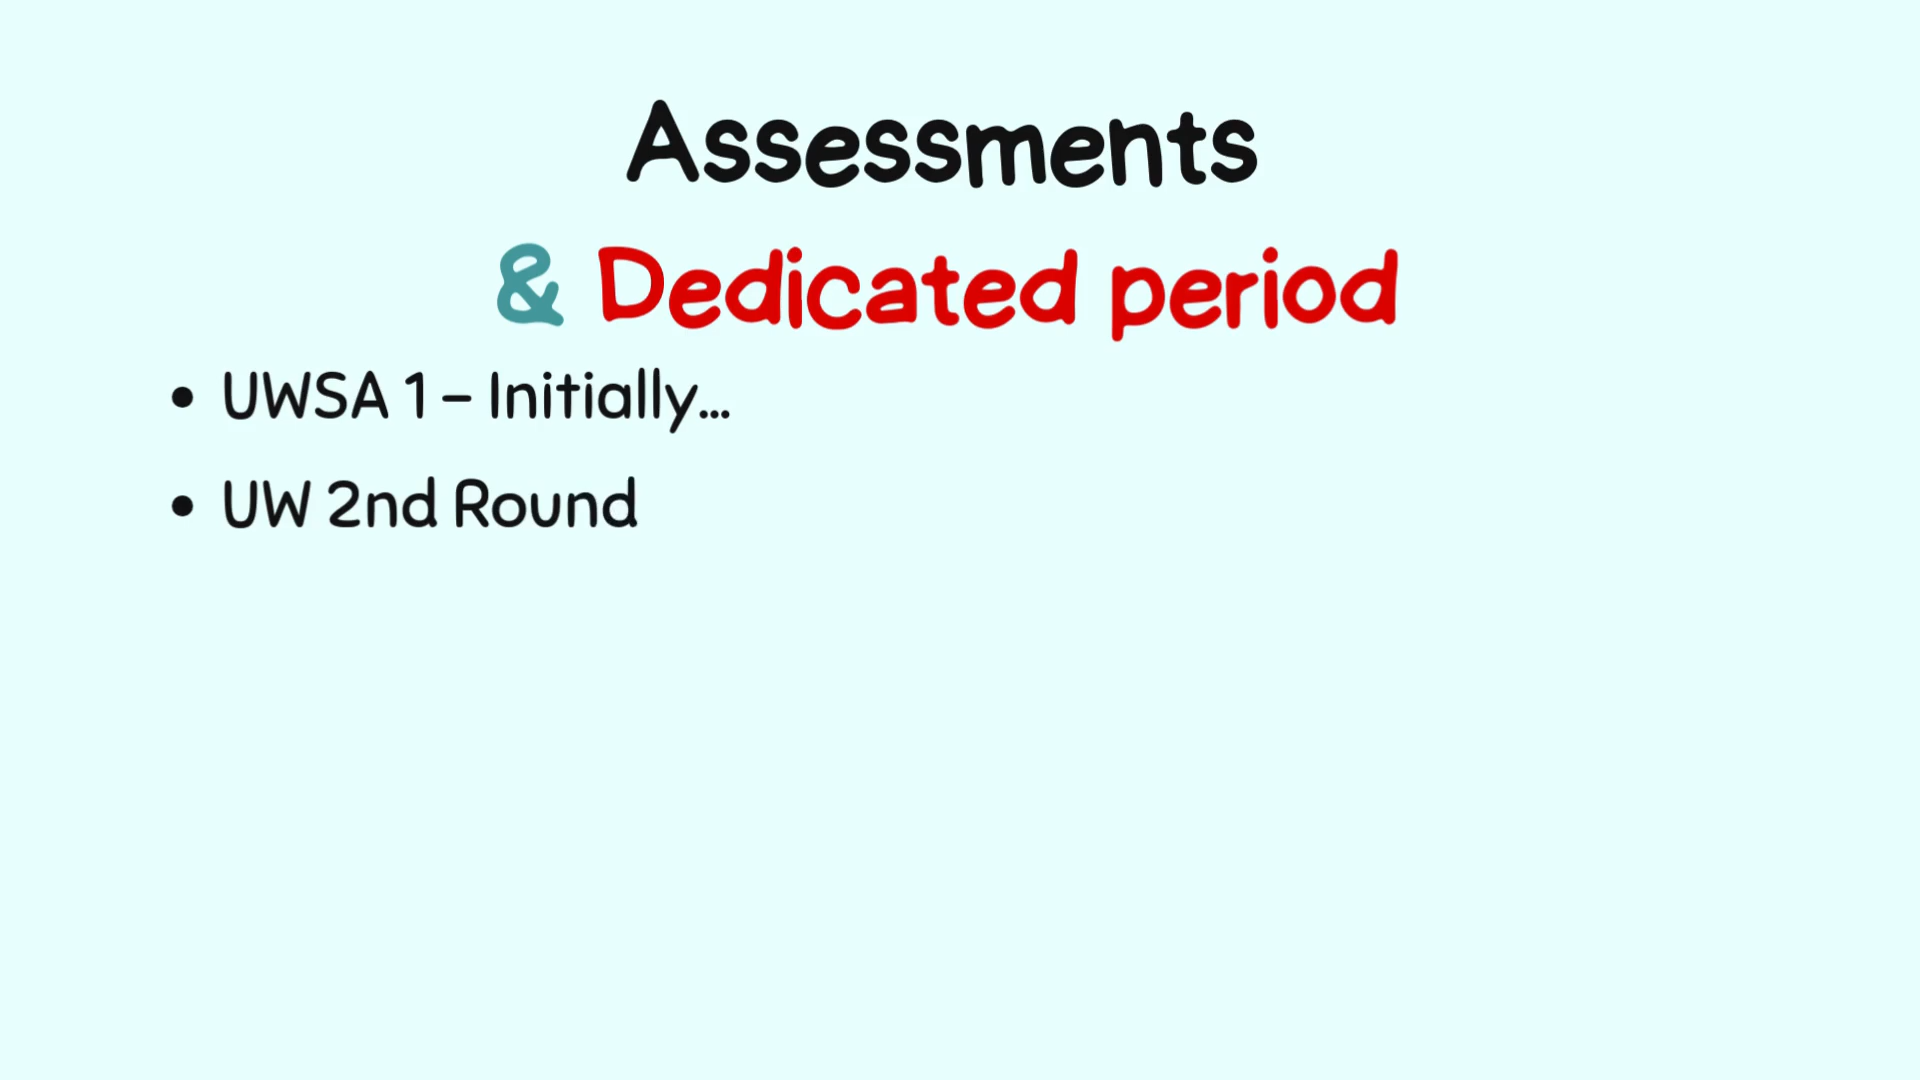 Assessments
& Dedicated period
• UWSA 1 – Initially...
• UW 2nd Round